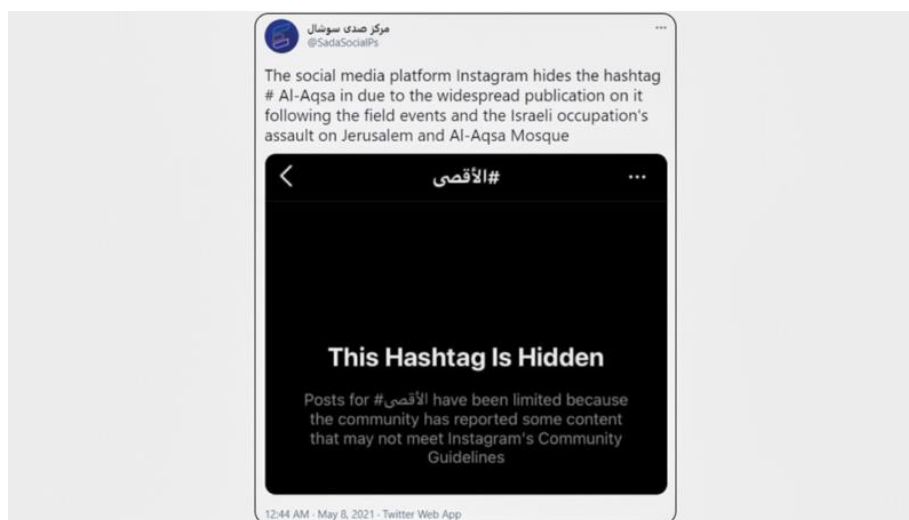 مركز صدى سوشال
@SadaSocialPs
The social media platform Instagram hides the hashtag
# Al-Aqsa in due to the widespread publication on it
following the field events and the Israeli occupation's
assault on Jerusalem and Al-Aqsa Mosque
#الأقصى
This Hashtag Is Hidden
Posts for #الأقصى have been limited because
the community has reported some content
that may not meet Instagram's Community
Guidelines
12:44 AM · May 8, 2021 · Twitter Web App